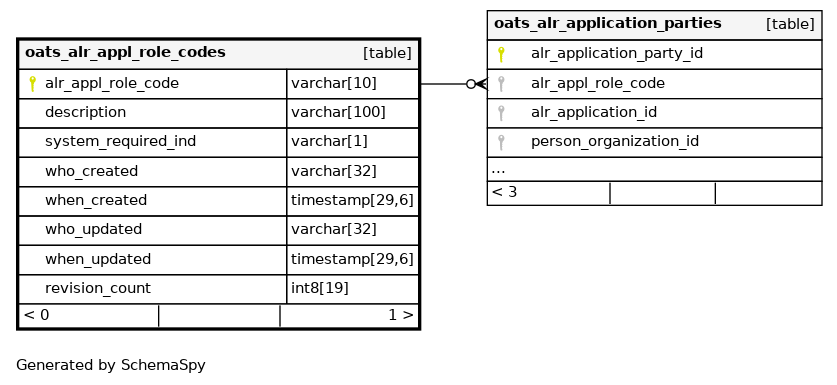 oats_alr_appl_role_codes [table]
alr_appl_role_code varchar[10]
description varchar[100]
system_required_ind varchar[1]
who_created varchar[32]
when_created timestamp[29,6]
who_updated varchar[32]
when_updated timestamp[29,6]
revision_count int8[19]
< 0 1 >
oats_alr_application_parties [table]
alr_application_party_id
alr_appl_role_code
alr_application_id
person_organization_id
...
< 3
Generated by SchemaSpy